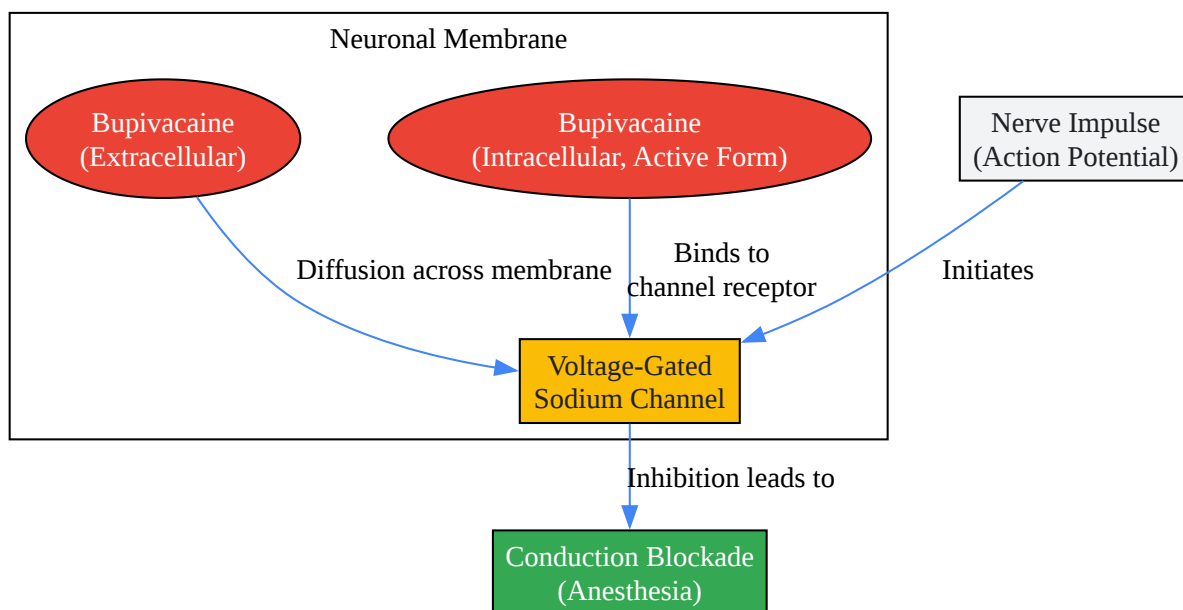 Neuronal Membrane
Bupivacaine
(Extracellular)
Bupivacaine
(Intracellular, Active Form)
Nerve Impulse
(Action Potential)
Diffusion across membrane
Binds to
channel receptor
Initiates
Voltage-Gated
Sodium Channel
Inhibition leads to
Conduction Blockade
(Anesthesia)